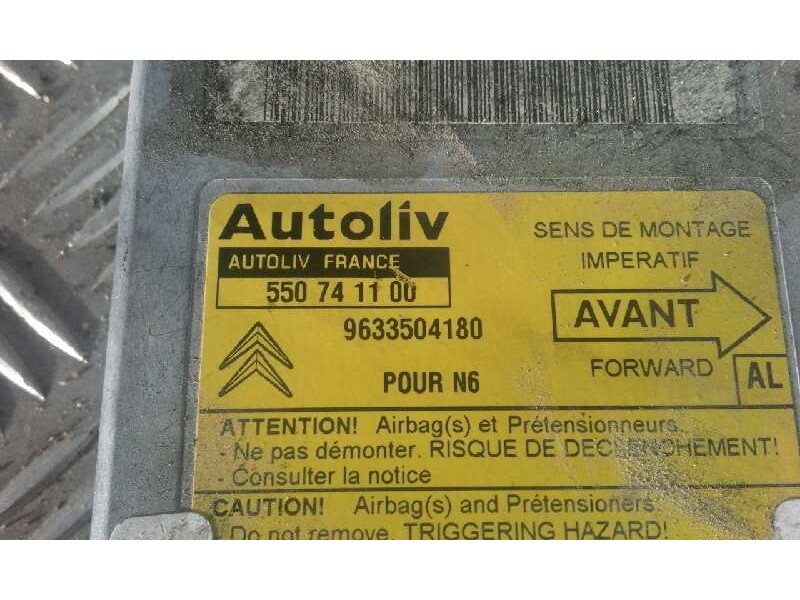 Autoliv
AUTOLIV FRANCE
550 74 11 00
9633504180
POUR N6
SENS DE MONTAGE
IMPERATIF
AVANT
FORWARD
AL
ATTENTION! Airbag(s) et Prétensionneurs.
- Ne pas démonter. RISQUE DE DECLENCHEMENT!
- Consulter la notice
CAUTION! Airbag(s) and Prétensioners.
- Do not remove. TRIGGERING HAZARD!